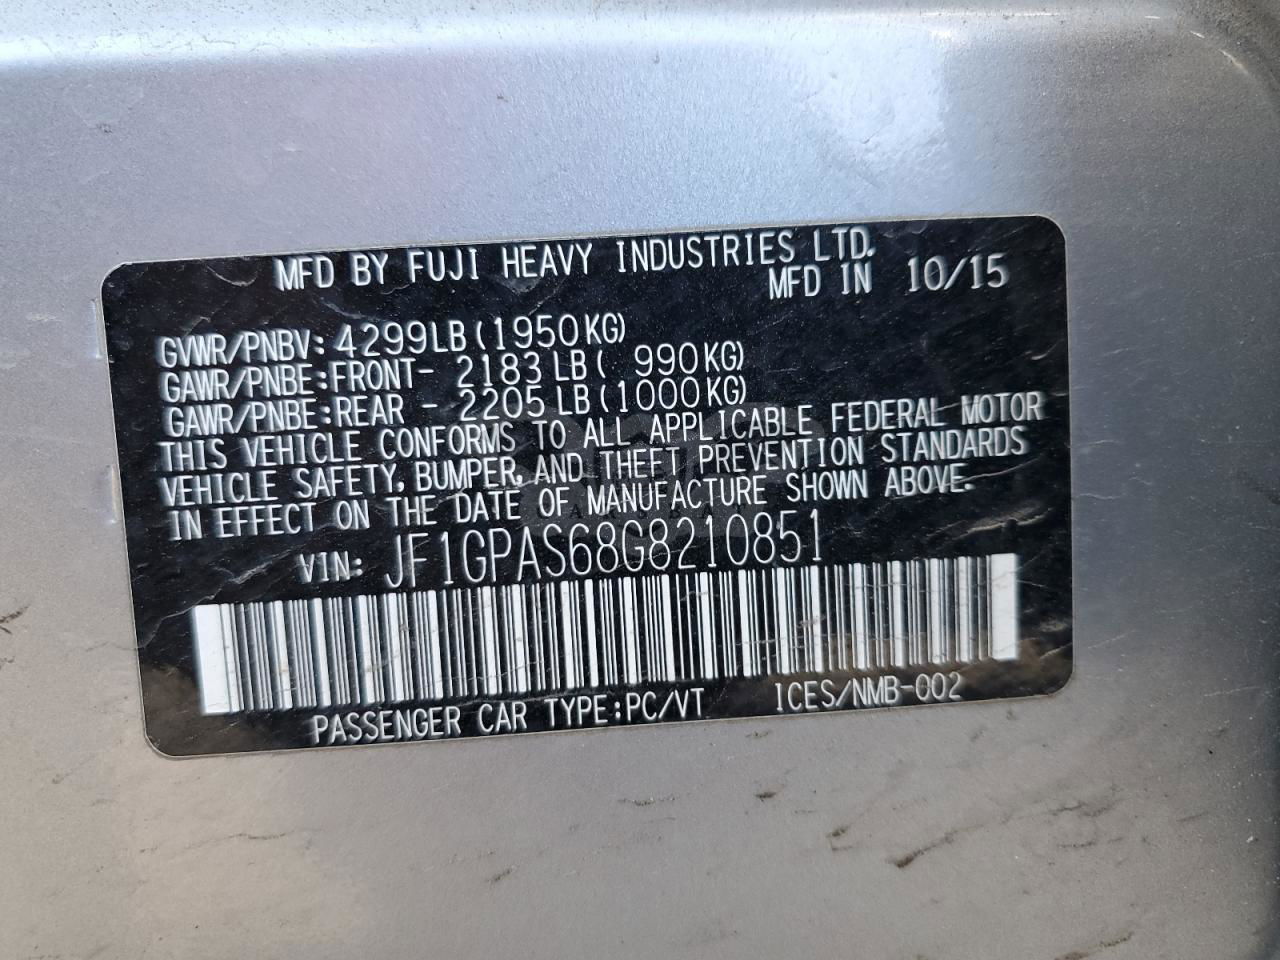 MFD BY FUJI HEAVY INDUSTRIES LTD.
MFD IN 10/15
GVWR/PNBV: 4299LB (1950KG)
GAWR/PNBE:FRONT- 2183 LB ( 990KG)
GAWR/PNBE:REAR - 2205 LB (1000KG)
THIS VEHICLE CONFORMS TO ALL APPLICABLE FEDERAL MOTOR
VEHICLE SAFETY, BUMPER, AND THEFT PREVENTION STANDARDS
IN EFFECT ON THE DATE OF MANUFACTURE SHOWN ABOVE.
VIN: JF1GPAS68G8210851
PASSENGER CAR TYPE:PC/VT ICES/NMB-002